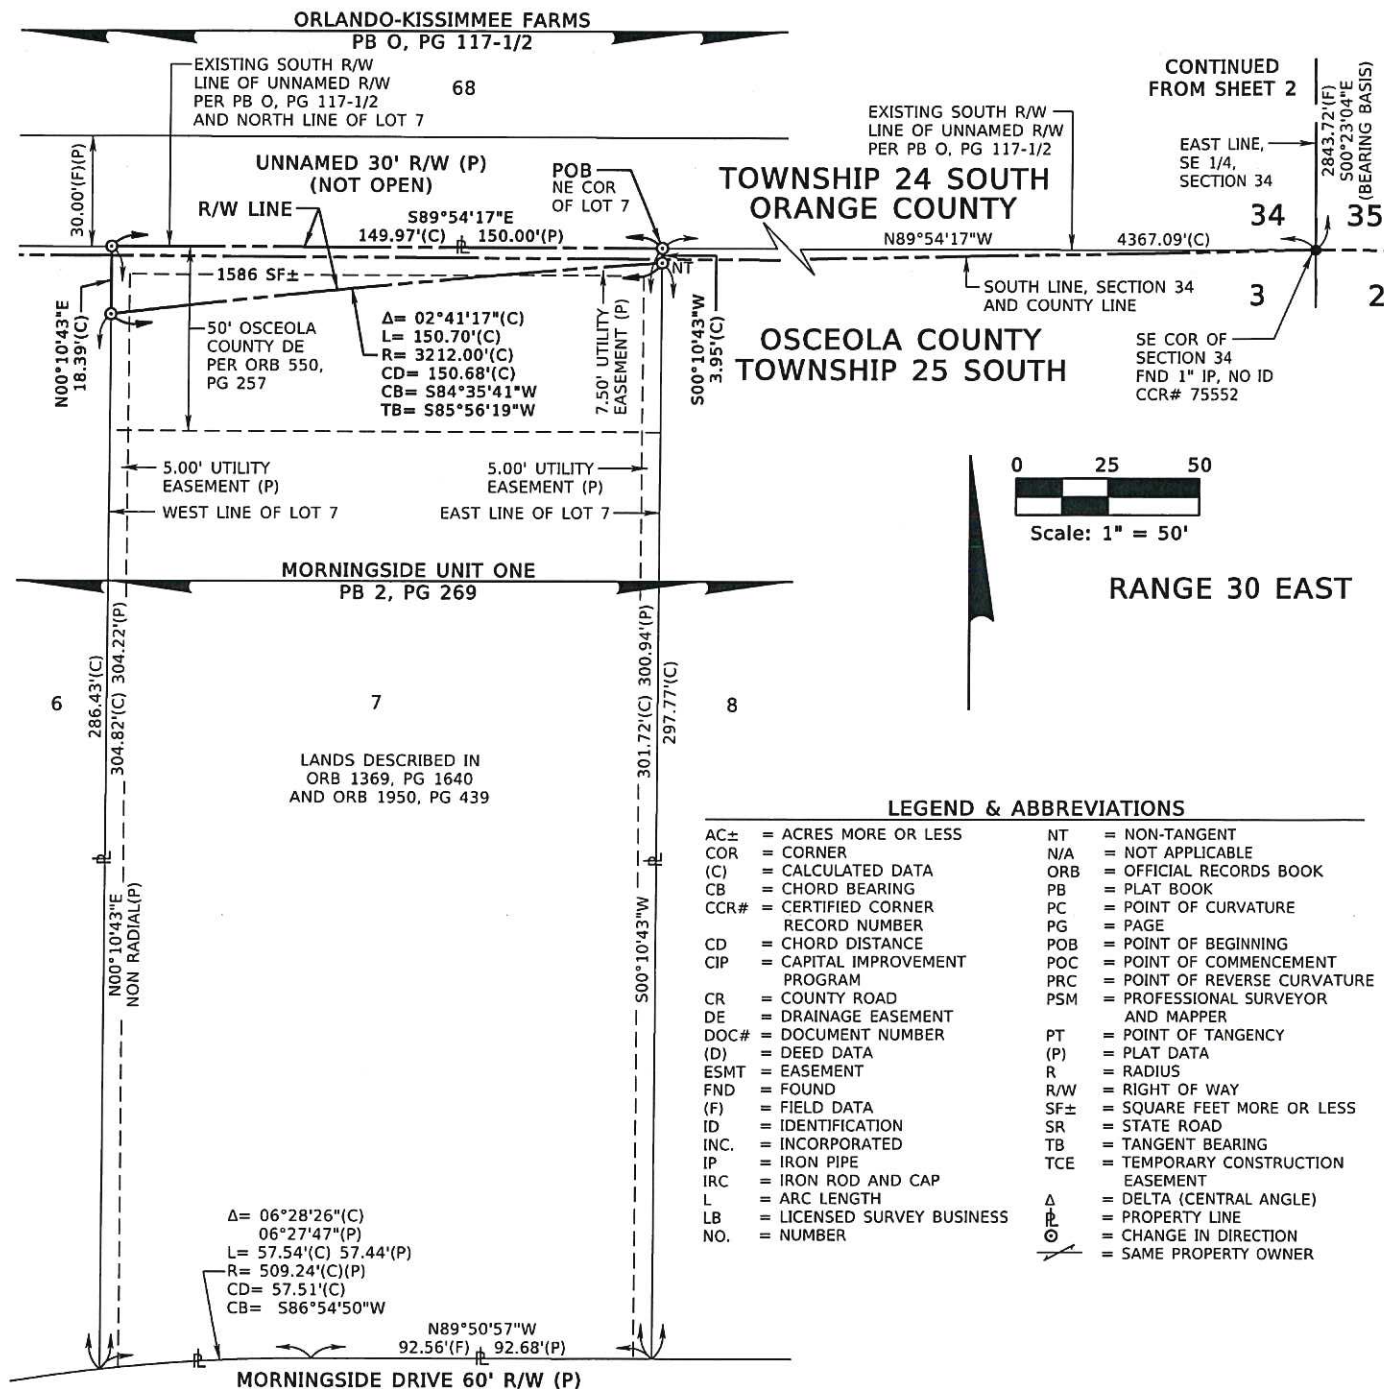 ORLANDO-KISSIMMEE FARMS
PB O, PG 117-1/2
EXISTING SOUTH R/W
LINE OF UNNAMED R/W
PER PB O, PG 117-1/2
AND NORTH LINE OF LOT 7
68
30.00'(F)(P)
UNNAMED 30' R/W (P)
(NOT OPEN)
R/W LINE
POB
NE COR
OF LOT 7
S89°54'17"E
149.97'(C) 150.00'(P)
EXISTING SOUTH R/W
LINE OF UNNAMED R/W
PER PB O, PG 117-1/2
CONTINUED
FROM SHEET 2
EAST LINE,
SE 1/4,
SECTION 34
2843.72'(F)
S00°23'04"E
(BEARING BASIS)
TOWNSHIP 24 SOUTH
ORANGE COUNTY
34
35
N89°54'17"W
4367.09'(C)
NT
1586 SF±
N00°10'43"E
18.39'(C)
50' OSCEOLA
COUNTY DE
PER ORB 550,
PG 257
Δ= 02°41'17"(C)
L= 150.70'(C)
R= 3212.00'(C)
CD= 150.68'(C)
CB= S84°35'41"W
TB= S85°56'19"W
7.50' UTILITY
EASEMENT (P)
S00°10'43"W
3.95'(C)
SOUTH LINE, SECTION 34
AND COUNTY LINE
3
2
OSCEOLA COUNTY
TOWNSHIP 25 SOUTH
SE COR OF
SECTION 34
FND 1" IP, NO ID
CCR# 75552
5.00' UTILITY
EASEMENT (P)
5.00' UTILITY
EASEMENT (P)
WEST LINE OF LOT 7
EAST LINE OF LOT 7
0 25 50
Scale: 1" = 50'
MORNINGSIDE UNIT ONE
PB 2, PG 269
RANGE 30 EAST
286.43'(C)
304.82'(C) 304.22'(P)
301.72'(C) 300.94'(P)
297.77'(C)
6
7
8
LANDS DESCRIBED IN
ORB 1369, PG 1640
AND ORB 1950, PG 439
N00°10'43"E
NON RADIAL(P)
S00°10'43"W
LEGEND & ABBREVIATIONS
AC± = ACRES MORE OR LESS
COR = CORNER
(C) = CALCULATED DATA
CB = CHORD BEARING
CCR# = CERTIFIED CORNER
RECORD NUMBER
CD = CHORD DISTANCE
CIP = CAPITAL IMPROVEMENT
PROGRAM
CR = COUNTY ROAD
DE = DRAINAGE EASEMENT
DOC# = DOCUMENT NUMBER
(D) = DEED DATA
ESMT = EASEMENT
FND = FOUND
(F) = FIELD DATA
ID = IDENTIFICATION
INC. = INCORPORATED
IP = IRON PIPE
IRC = IRON ROD AND CAP
L = ARC LENGTH
LB = LICENSED SURVEY BUSINESS
NO. = NUMBER
NT = NON-TANGENT
N/A = NOT APPLICABLE
ORB = OFFICIAL RECORDS BOOK
PB = PLAT BOOK
PC = POINT OF CURVATURE
PG = PAGE
POB = POINT OF BEGINNING
POC = POINT OF COMMENCEMENT
PRC = POINT OF REVERSE CURVATURE
PSM = PROFESSIONAL SURVEYOR
AND MAPPER
PT = POINT OF TANGENCY
(P) = PLAT DATA
R = RADIUS
R/W = RIGHT OF WAY
SF± = SQUARE FEET MORE OR LESS
SR = STATE ROAD
TB = TANGENT BEARING
TCE = TEMPORARY CONSTRUCTION
EASEMENT
Δ = DELTA (CENTRAL ANGLE)
℄ = PROPERTY LINE
⊙ = CHANGE IN DIRECTION
= SAME PROPERTY OWNER
Δ= 06°28'26"(C)
06°27'47"(P)
L= 57.54'(C) 57.44'(P)
R= 509.24'(C)(P)
CD= 57.51'(C)
CB= S86°54'50"W
N89°50'57"W
92.56'(F) 92.68'(P)
MORNINGSIDE DRIVE 60' R/W (P)